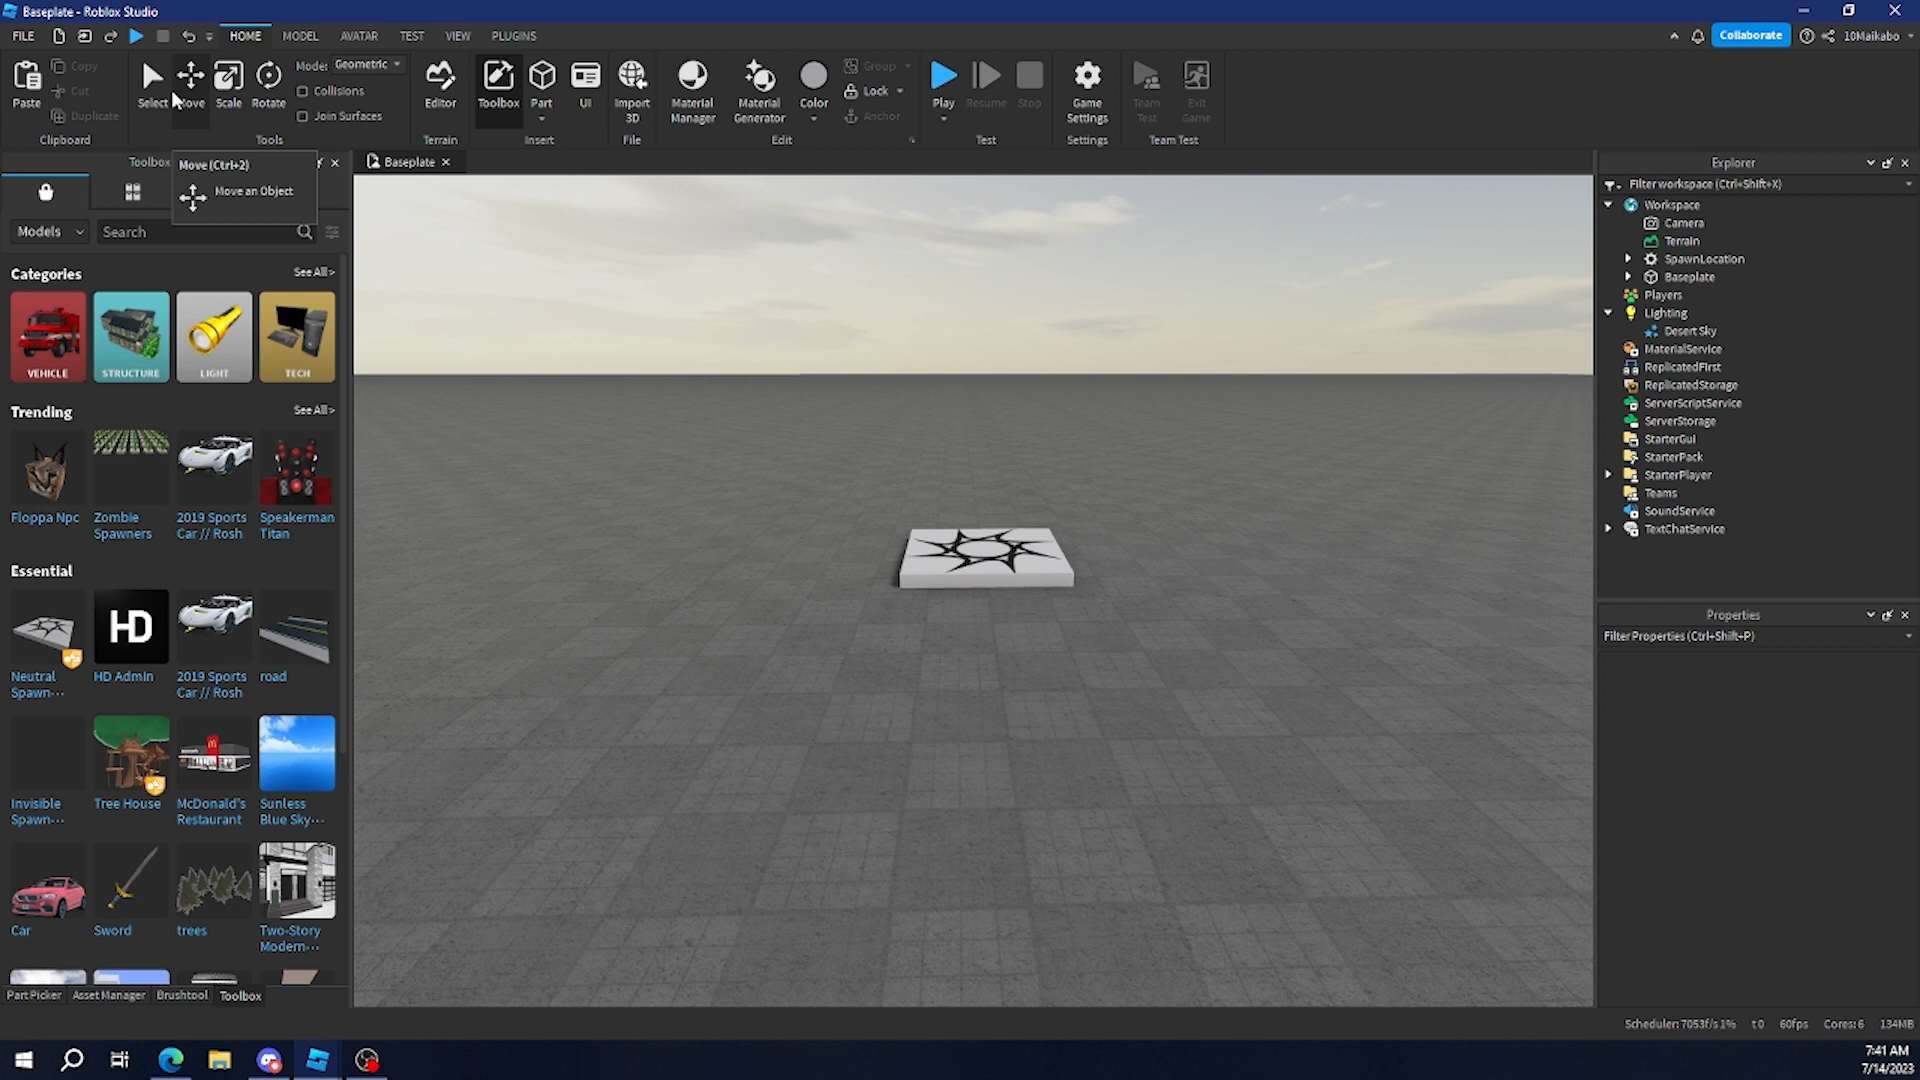 Baseplate - Roblox Studio
FILE
HOME
MODEL
AVATAR
TEST
VIEW
PLUGINS
Collaborate
10Maikabo
Paste
Copy
Cut
Duplicate
Clipboard
Select
Move
Scale
Rotate
Mode: Geometric
Collisions
Join Surfaces
Tools
Editor
Terrain
Toolbox
Part
UI
Insert
Import
3D
File
Material
Manager
Material
Generator
Color
Group
Lock
Anchor
Edit
Play
Resume
Stop
Test
Game
Settings
Settings
Team
Test
Exit
Game
Team Test
Toolbox
Move (Ctrl+2)
Move an Object
Models
Search
Categories
See All >
VEHICLE
STRUCTURE
LIGHT
TECH
Trending
See All >
Floppa Npc
Zombie
Spawners
2019 Sports
Car // Rosh
Speakerman
Titan
Essential
Neutral
Spawn...
HD
HD Admin
2019 Sports
Car // Rosh
road
Invisible
Spawn...
Tree House
McDonald's
Restaurant
Sunless
Blue Sky...
Car
Sword
trees
Two-Story
Modern...
Part Picker
Asset Manager
Brushtool
Toolbox
Baseplate
Explorer
Filter workspace (Ctrl+Shift+X)
Workspace
Camera
Terrain
SpawnLocation
Baseplate
Players
Lighting
Desert Sky
MaterialService
ReplicatedFirst
ReplicatedStorage
ServerScriptService
ServerStorage
StarterGui
StarterPack
StarterPlayer
Teams
SoundService
TextChatService
Properties
Filter Properties (Ctrl+Shift+P)
Scheduler: 7053f/s 1%
t 0
60fps
Cores: 6
134MB
7:41 AM
7/14/2023